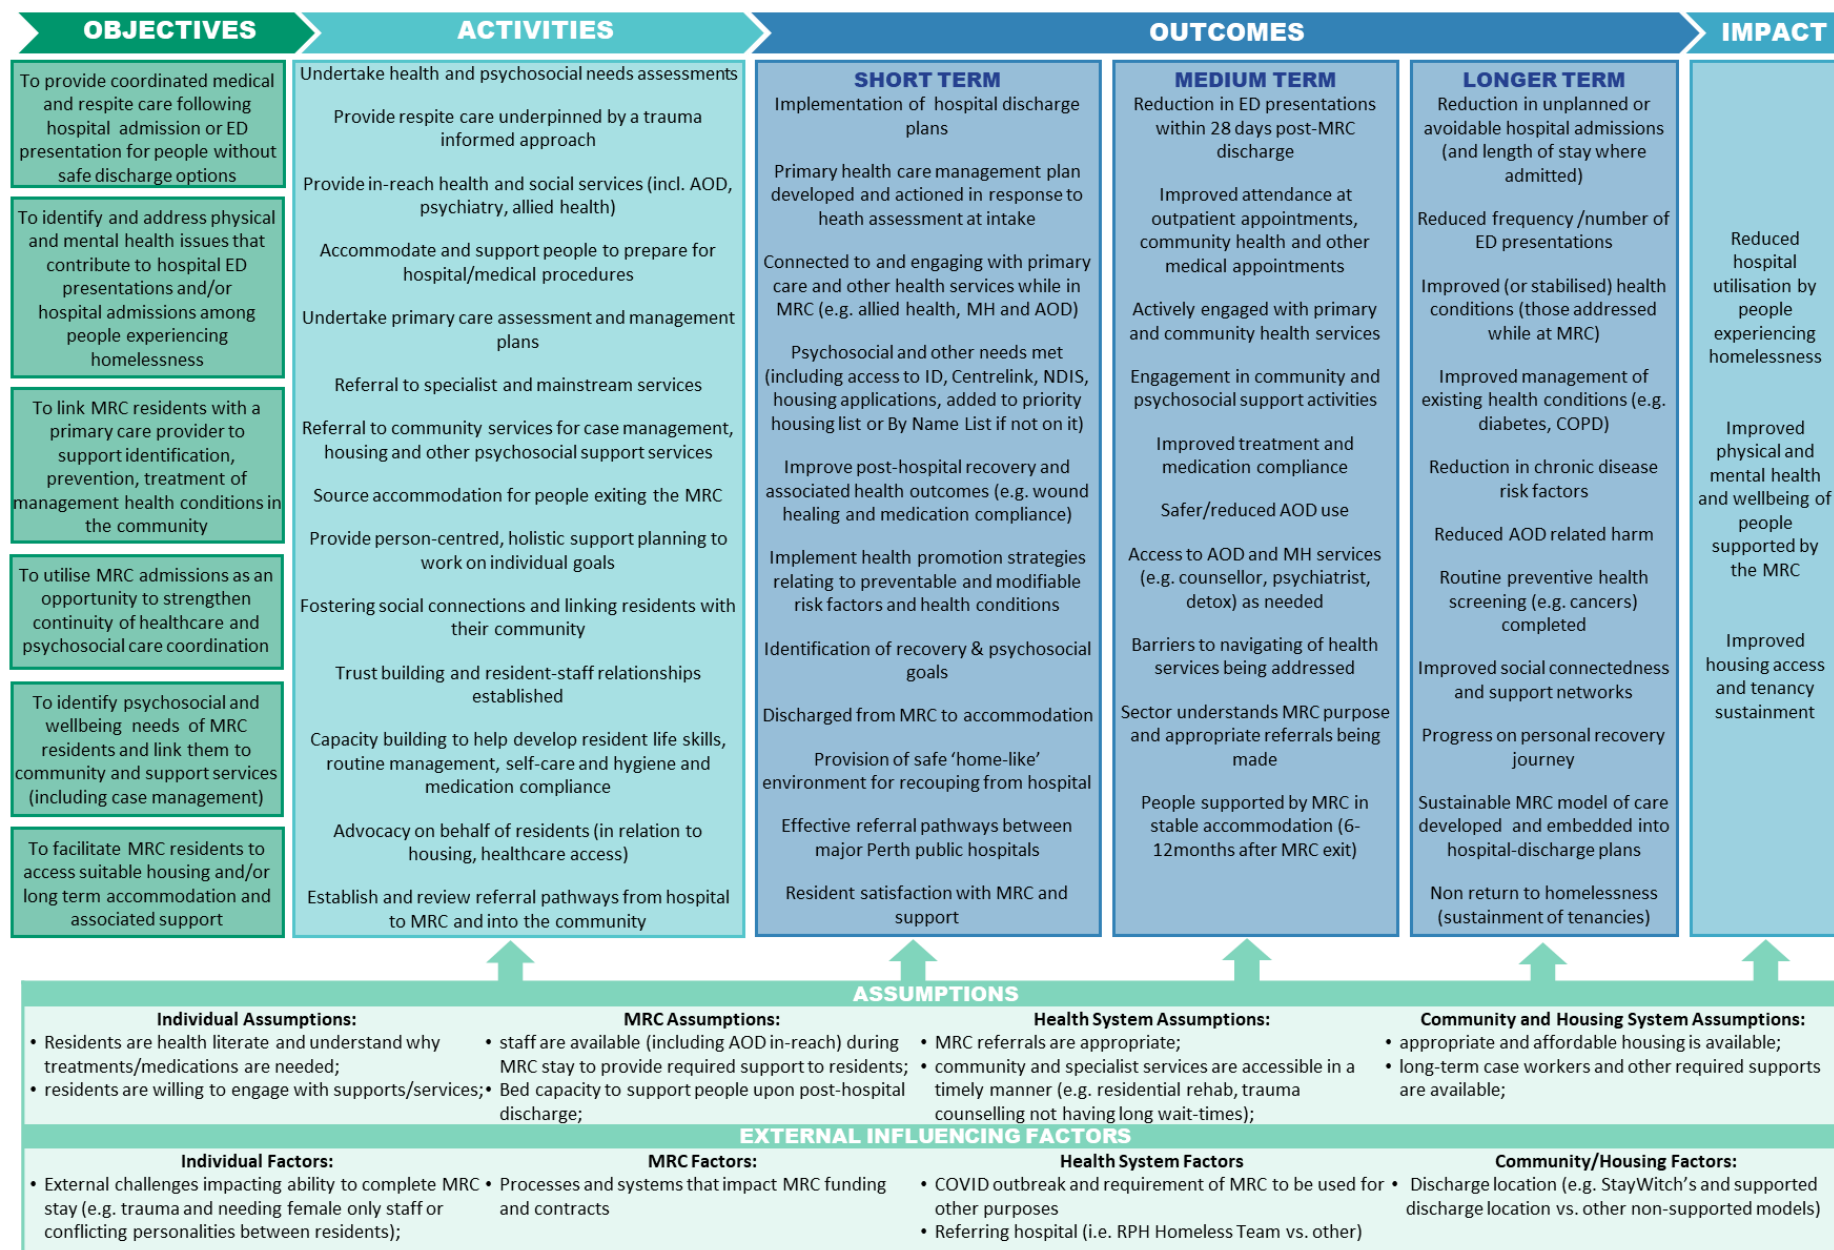 OBJECTIVES
ACTIVITIES
OUTCOMES
IMPACT
To provide coordinated medical
and respite care following
hospital admission or ED
presentation for people without
safe discharge options
To identify and address physical
and mental health issues that
contribute to hospital ED
presentations and/or
hospital admissions among
people experiencing
homelessness
To link MRC residents with a
primary care provider to
support identification,
prevention, treatment of
management health conditions in
the community
To utilise MRC admissions as an
opportunity to strengthen
continuity of healthcare and
psychosocial care coordination
To identify psychosocial and
wellbeing needs of MRC
residents and link them to
community and support services
(including case management)
To facilitate MRC residents to
access suitable housing and/or
long term accommodation and
associated support
Undertake health and psychosocial needs assessments
Provide respite care underpinned by a trauma
informed approach
Provide in-reach health and social services (incl. AOD,
psychiatry, allied health)
Accommodate and support people to prepare for
hospital/medical procedures
Undertake primary care assessment and management
plans
Referral to specialist and mainstream services
Referral to community services for case management,
housing and other psychosocial support services
Source accommodation for people exiting the MRC
Provide person-centred, holistic support planning to
work on individual goals
Fostering social connections and linking residents with
their community
Trust building and resident-staff relationships
established
Capacity building to help develop resident life skills,
routine management, self-care and hygiene and
medication compliance
Advocacy on behalf of residents (in relation to
housing, healthcare access)
Establish and review referral pathways from hospital
to MRC and into the community
SHORT TERM
Implementation of hospital discharge
plans
Primary health care management plan
developed and actioned in response to
heath assessment at intake
Connected to and engaging with primary
care and other health services while in
MRC (e.g. allied health, MH and AOD)
Psychosocial and other needs met
(including access to ID, Centrelink, NDIS,
housing applications, added to priority
housing list or By Name List if not on it)
Improve post-hospital recovery and
associated health outcomes (e.g. wound
healing and medication compliance)
Implement health promotion strategies
relating to preventable and modifiable
risk factors and health conditions
Identification of recovery & psychosocial
goals
Discharged from MRC to accommodation
Provision of safe ‘home-like’
environment for recouping from hospital
Effective referral pathways between
major Perth public hospitals
Resident satisfaction with MRC and
support
MEDIUM TERM
Reduction in ED presentations
within 28 days post-MRC
discharge
Improved attendance at
outpatient appointments,
community health and other
medical appointments
Actively engaged with primary
and community health services
Engagement in community and
psychosocial support activities
Improved treatment and
medication compliance
Safer/reduced AOD use
Access to AOD and MH services
(e.g. counsellor, psychiatrist,
detox) as needed
Barriers to navigating of health
services being addressed
Sector understands MRC purpose
and appropriate referrals being
made
People supported by MRC in
stable accommodation (6-
12months after MRC exit)
LONGER TERM
Reduction in unplanned or
avoidable hospital admissions
(and length of stay where
admitted)
Reduced frequency /number of
ED presentations
Improved (or stabilised) health
conditions (those addressed
while at MRC)
Improved management of
existing health conditions (e.g.
diabetes, COPD)
Reduction in chronic disease
risk factors
Reduced AOD related harm
Routine preventive health
screening (e.g. cancers)
completed
Improved social connectedness
and support networks
Progress on personal recovery
journey
Sustainable MRC model of care
developed and embedded into
hospital-discharge plans
Non return to homelessness
(sustainment of tenancies)
Reduced
hospital
utilisation by
people
experiencing
homelessness
Improved
physical and
mental health
and wellbeing of
people
supported by
the MRC
Improved
housing access
and tenancy
sustainment
ASSUMPTIONS
Individual Assumptions:
• Residents are health literate and understand why
treatments/medications are needed;
• residents are willing to engage with supports/services;
MRC Assumptions:
• staff are available (including AOD in-reach) during
MRC stay to provide required support to residents;
• Bed capacity to support people upon post-hospital
discharge;
Health System Assumptions:
• MRC referrals are appropriate;
• community and specialist services are accessible in a
timely manner (e.g. residential rehab, trauma
counselling not having long wait-times);
Community and Housing System Assumptions:
• appropriate and affordable housing is available;
• long-term case workers and other required supports
are available;
EXTERNAL INFLUENCING FACTORS
Individual Factors:
• External challenges impacting ability to complete MRC
stay (e.g. trauma and needing female only staff or
conflicting personalities between residents);
MRC Factors:
• Processes and systems that impact MRC funding
and contracts
Health System Factors
• COVID outbreak and requirement of MRC to be used for
other purposes
• Referring hospital (i.e. RPH Homeless Team vs. other)
Community/Housing Factors:
• Discharge location (e.g. StayWitch's and supported
discharge location vs. other non-supported models)